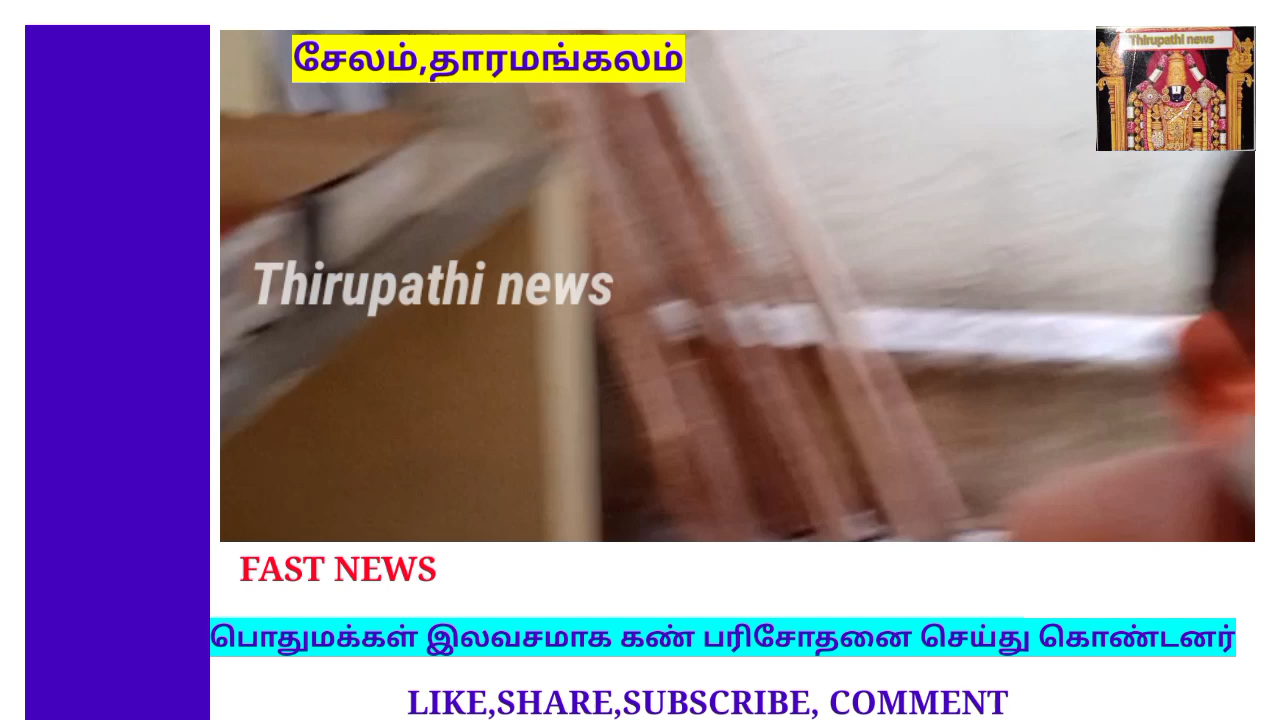 சேலம்,தாரமங்கலம்
Thirupathi news
Thirupathi news
FAST NEWS
பொதுமக்கள் இலவசமாக கண் பரிசோதனை செய்து கொண்டனர்
LIKE,SHARE,SUBSCRIBE, COMMENT